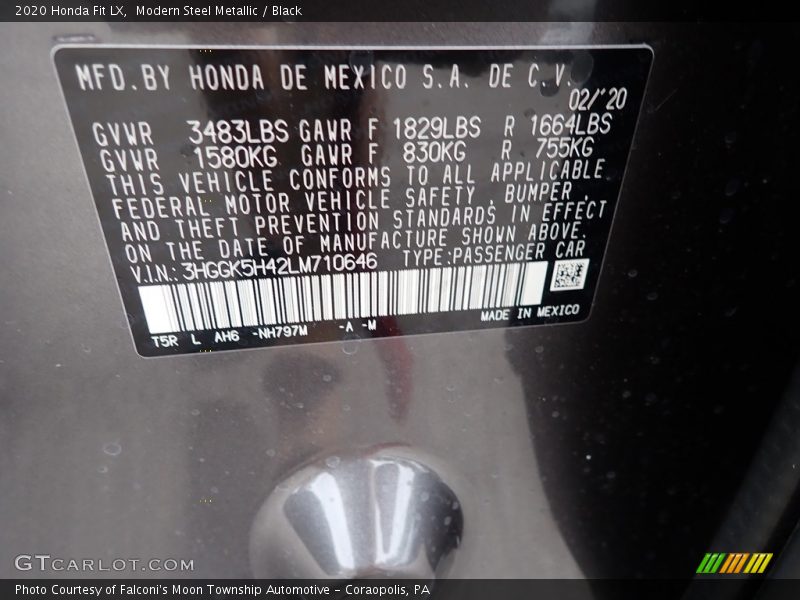 2020 Honda Fit LX,  Modern Steel Metallic / Black
MFD.BY HONDA DE MEXICO S.A. DE C.V.
02/'20
GVWR 3483LBS GAWR F 1829LBS R 1664LBS
GVWR 1580KG GAWR F 830KG R 755KG
THIS VEHICLE CONFORMS TO ALL APPLICABLE
FEDERAL MOTOR VEHICLE SAFETY, BUMPER,
AND THEFT PREVENTION STANDARDS IN EFFECT
ON THE DATE OF MANUFACTURE SHOWN ABOVE.
V.I.N.: 3HGGK5H42LM710646 TYPE:PASSENGER CAR
T5R L AH6 -NH797M -A -M MADE IN MEXICO
GTCARLOT.COM
Photo Courtesy of Falconi's Moon Township Automotive - Coraopolis, PA